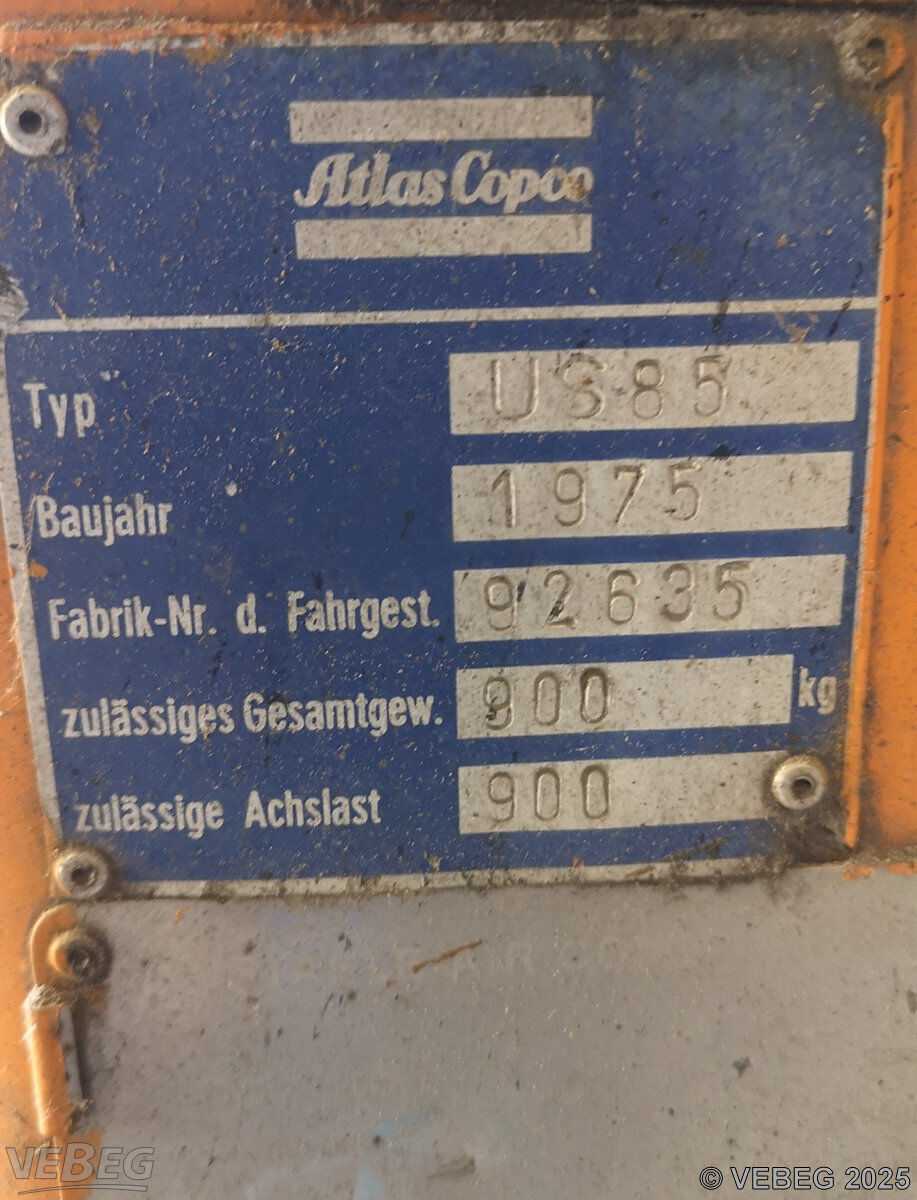 Atlas Copco
Typ US85
Baujahr 1975
Fabrik-Nr. d. Fahrgest. 92635
zulässiges Gesamtgew. 900 kg
zulässige Achslast 900
VEBEG
© VEBEG 2025